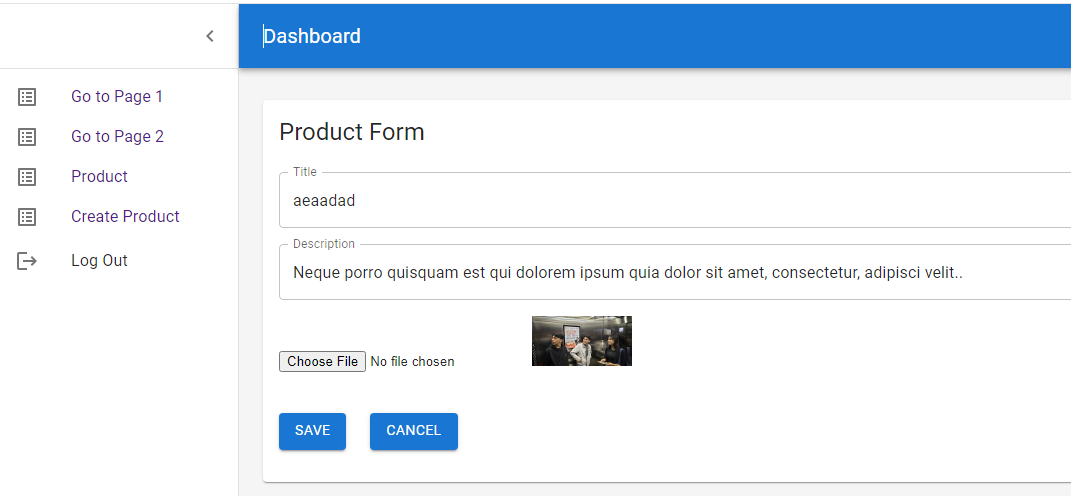 Dashboard
Go to Page 1
Go to Page 2
Product
Create Product
Log Out
Product Form
Title
aeaadad
Description
Neque porro quisquam est qui dolorem ipsum quia dolor sit amet, consectetur, adipisci velit..
Choose File No file chosen
SAVE CANCEL